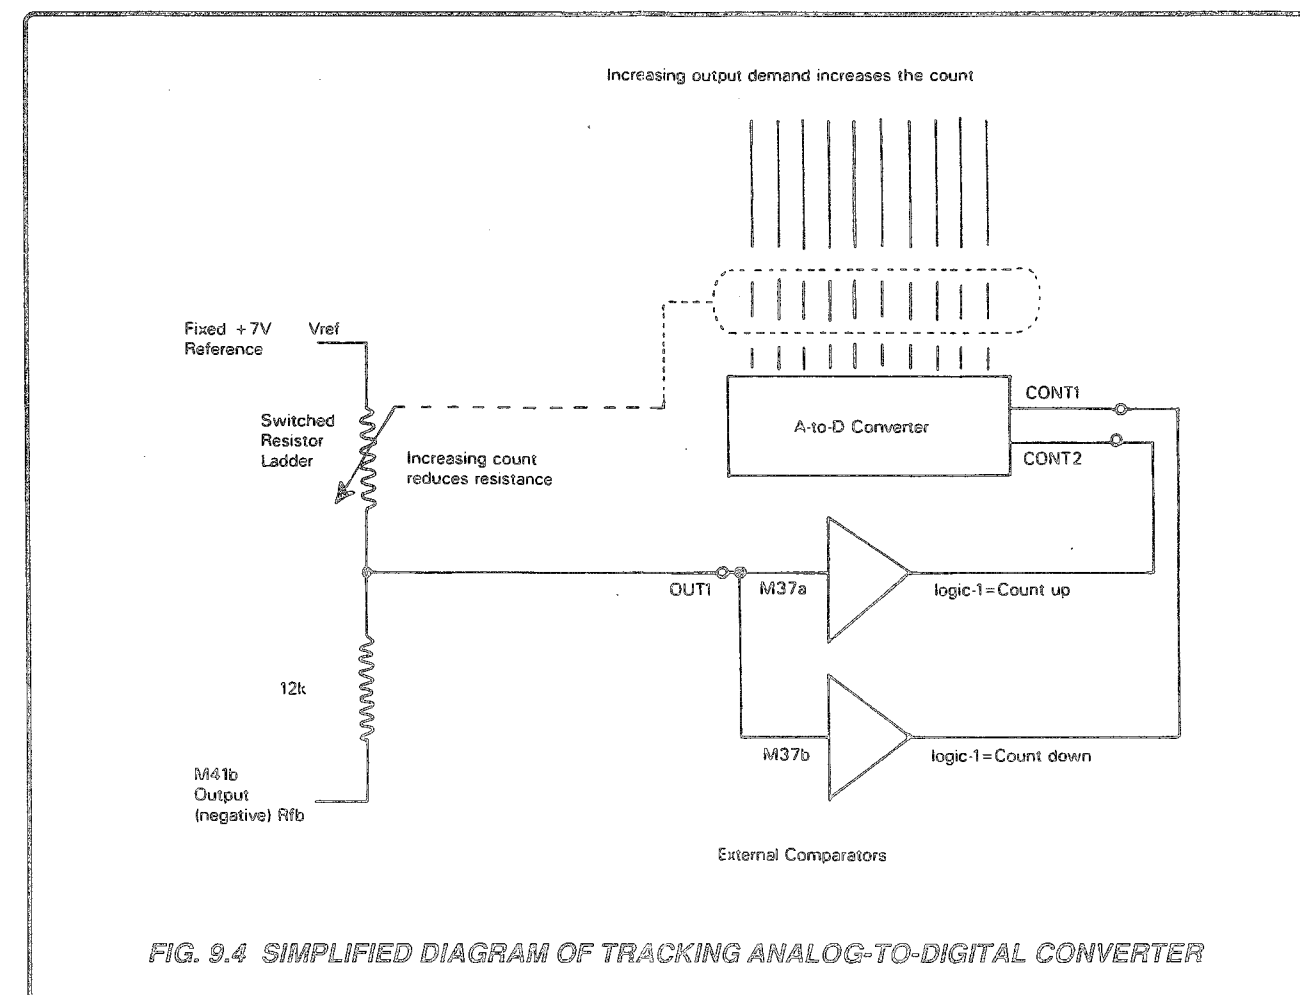 Increasing output demand increases the count
Fixed +7V Vref
Reference
Switched
Resistor
Ladder
Increasing count
reduces resistance
A-to-D Converter
CONT1
CONT2
OUT1
M37a
logic-1=Count up
12k
M37b
logic-1=Count down
M41b
Output
(negative) Rfb
External Comparators
FIG. 9.4 SIMPLIFIED DIAGRAM OF TRACKING ANALOG-TO-DIGITAL CONVERTER